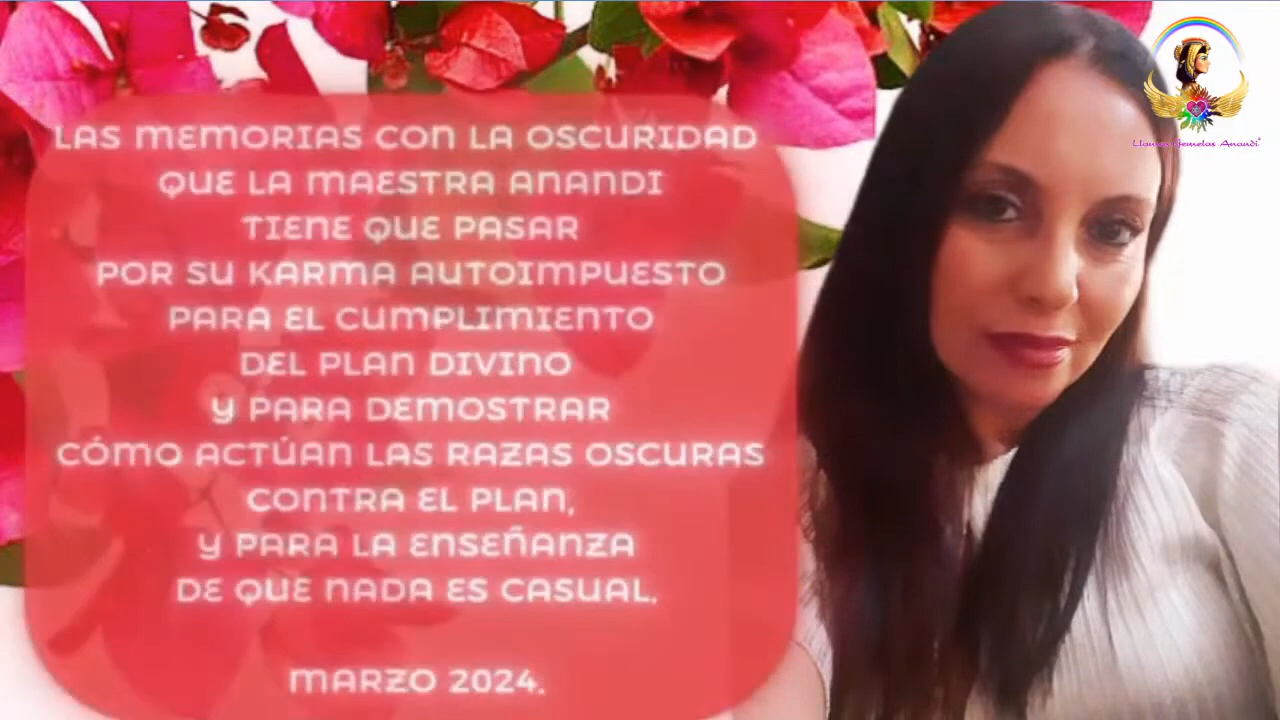 LAS MEMORIAS CON LA OSCURIDAD
QUE LA MAESTRA ANANDI
TIENE QUE PASAR
POR SU KARMA AUTOIMPUESTO
PARA EL CUMPLIMIENTO
DEL PLAN DIVINO
Y PARA DEMOSTRAR
CÓMO ACTÚAN LAS RAZAS OSCURAS
CONTRA EL PLAN,
Y PARA LA ENSEÑANZA
DE QUE NADA ES CASUAL.
MARZO 2024.
Llamas Gemelas Anandi®